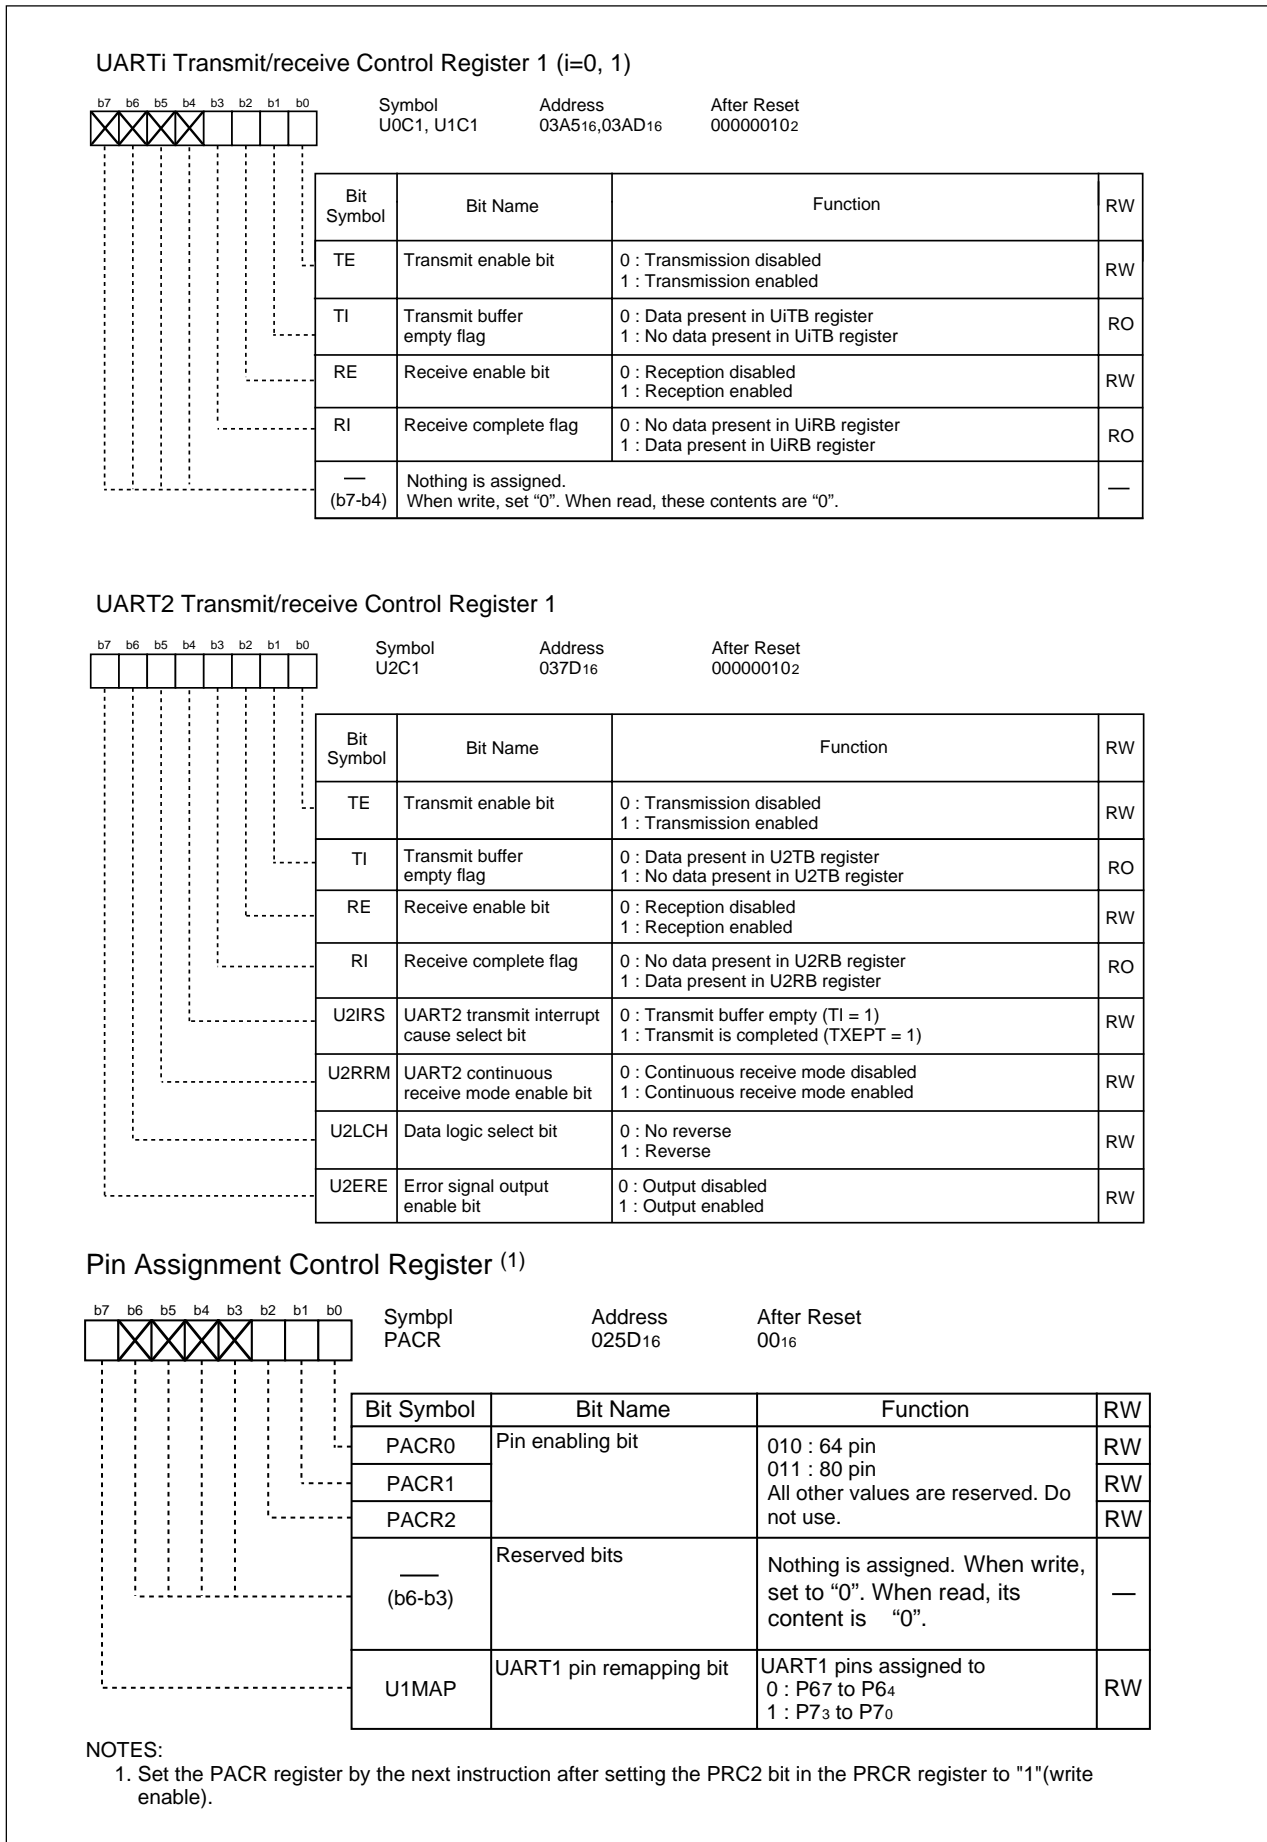 UARTi Transmit/receive Control Register 1 (i=0, 1)
b7 b6 b5 b4 b3 b2 b1 b0
Symbol Address After Reset
U0C1, U1C1 03A516,03AD16 000000102
Bit Symbol Bit Name Function RW
TE Transmit enable bit 0 : Transmission disabled RW
1 : Transmission enabled
TI Transmit buffer 0 : Data present in UiTB register RO
empty flag 1 : No data present in UiTB register
RE Receive enable bit 0 : Reception disabled RW
1 : Reception enabled
RI Receive complete flag 0 : No data present in UiRB register RO
1 : Data present in UiRB register
— Nothing is assigned. —
(b7-b4) When write, set “0”. When read, these contents are “0”.
UART2 Transmit/receive Control Register 1
b7 b6 b5 b4 b3 b2 b1 b0
Symbol Address After Reset
U2C1 037D16 000000102
Bit Symbol Bit Name Function RW
TE Transmit enable bit 0 : Transmission disabled RW
1 : Transmission enabled
TI Transmit buffer 0 : Data present in U2TB register RO
empty flag 1 : No data present in U2TB register
RE Receive enable bit 0 : Reception disabled RW
1 : Reception enabled
RI Receive complete flag 0 : No data present in U2RB register RO
1 : Data present in U2RB register
U2IRS UART2 transmit interrupt 0 : Transmit buffer empty (TI = 1) RW
cause select bit 1 : Transmit is completed (TXEPT = 1)
U2RRM UART2 continuous 0 : Continuous receive mode disabled RW
receive mode enable bit 1 : Continuous receive mode enabled
U2LCH Data logic select bit 0 : No reverse RW
1 : Reverse
U2ERE Error signal output 0 : Output disabled RW
enable bit 1 : Output enabled
Pin Assignment Control Register (1)
b7 b6 b5 b4 b3 b2 b1 b0
Symbpl Address After Reset
PACR 025D16 0016
Bit Symbol Bit Name Function RW
PACR0 Pin enabling bit 010 : 64 pin RW
011 : 80 pin
PACR1 All other values are reserved. Do RW
PACR2 not use. RW
Reserved bits Nothing is assigned. When write,
— set to “0”. When read, its —
(b6-b3) content is “0”.
UART1 pin remapping bit UART1 pins assigned to
U1MAP 0 : P67 to P64 RW
1 : P73 to P70
NOTES:
1. Set the PACR register by the next instruction after setting the PRC2 bit in the PRCR register to "1"(write
enable).